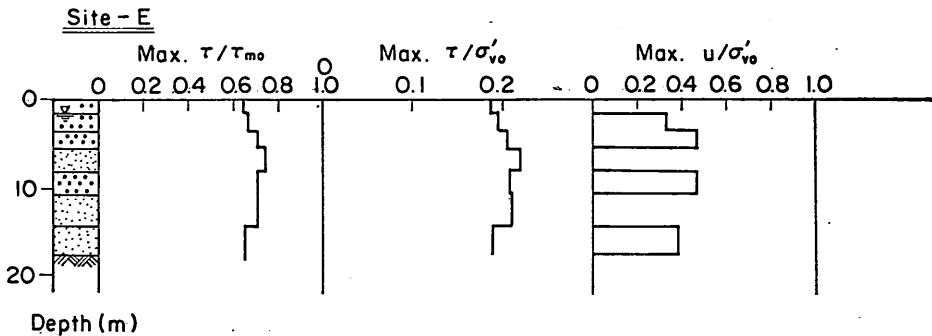 Site - E
Max. τ/τmo
Max. τ/σ'vo
Max. u/σ'vo
0 0.2 0.4 0.6 0.8 1.0
0 0.1 0.2
0 0.2 0.4 0.6 0.8 1.0
0
10
20
Depth (m)